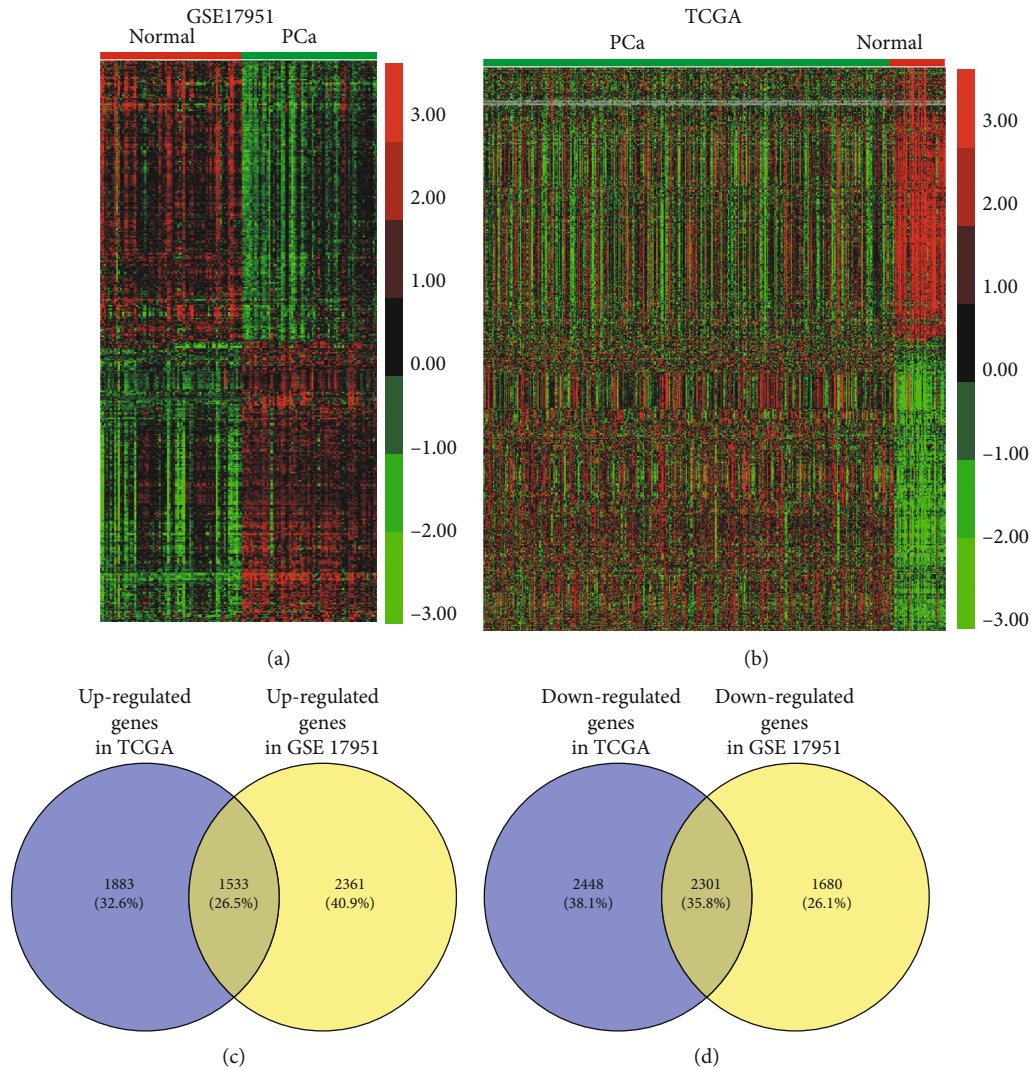 GSE17951
Normal PCa
3.00
2.00
1.00
0.00
–1.00
–2.00
–3.00
(a)
TCGA
PCa Normal
3.00
2.00
1.00
0.00
–1.00
–2.00
–3.00
(b)
Up-regulated
genes
in TCGA
Up-regulated
genes
in GSE 17951
1883
(32.6%)
1533
(26.5%)
2361
(40.9%)
(c)
Down-regulated
genes
in TCGA
Down-regulated
genes
in GSE 17951
2448
(38.1%)
2301
(35.8%)
1680
(26.1%)
(d)